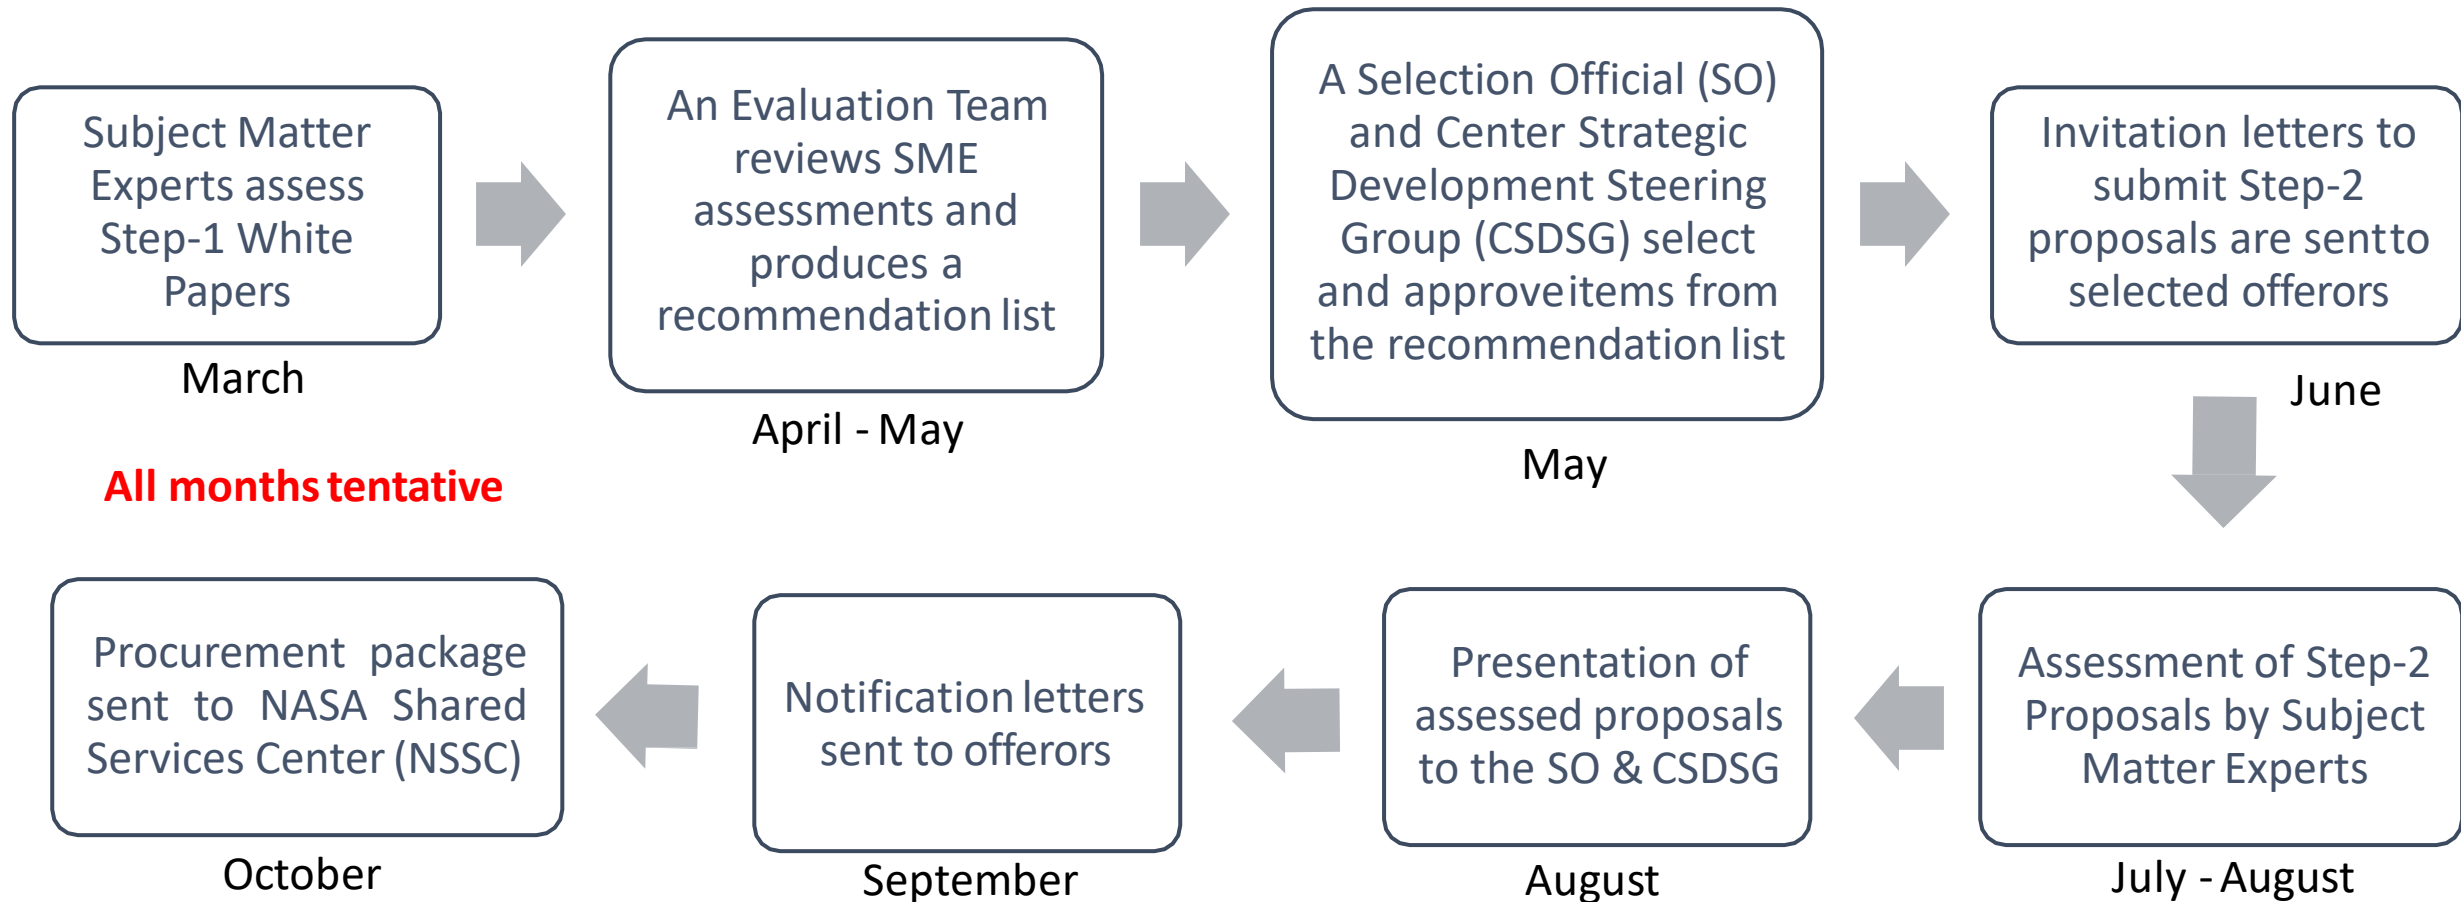 Subject Matter
Experts assess
Step-1 White
Papers
March
An Evaluation Team
reviews SME
assessments and
produces a
recommendation list
April - May
A Selection Official (SO)
and Center Strategic
Development Steering
Group (CSDSG) select
and approve items from
the recommendation list
May
Invitation letters to
submit Step-2
proposals are sent to
selected offerors
June
All months tentative
Assessment of Step-2
Proposals by Subject
Matter Experts
July - August
Presentation of
assessed proposals
to the SO & CSDSG
August
Notification letters
sent to offerors
September
Procurement package
sent to NASA Shared
Services Center (NSSC)
October